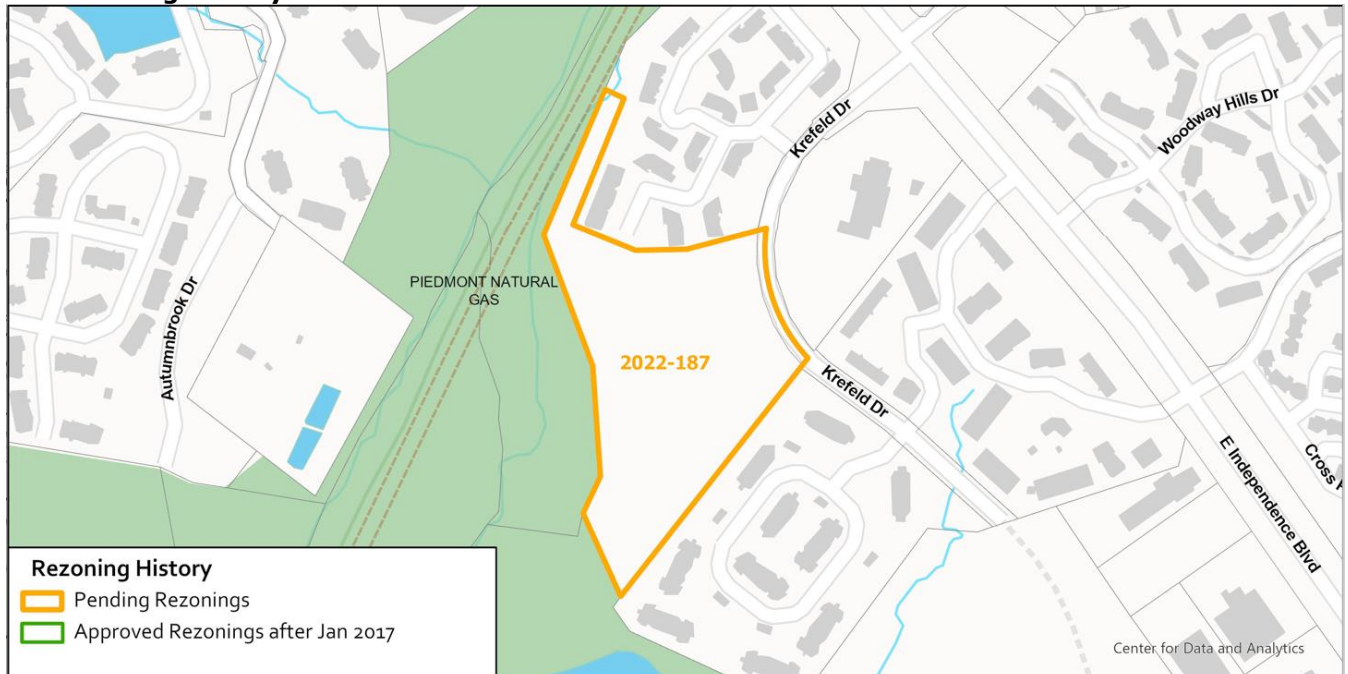 Krefeld Dr
Woodway Hills Dr
PIEDMONT NATURAL
GAS
Autumnbrook Dr
2022-187
Krefeld Dr
E Independence Blvd
Cross
Rezoning History
Pending Rezonings
Approved Rezonings after Jan 2017
Center for Data and Analytics